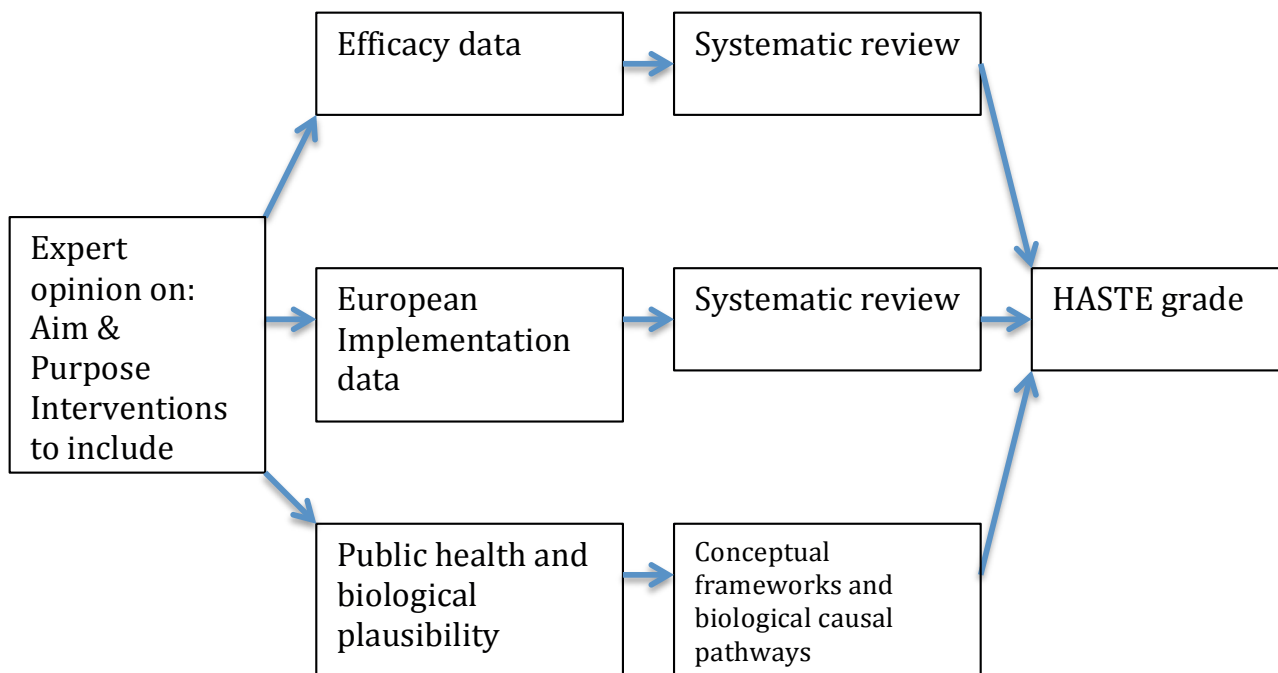 Efficacy data
Systematic review
Expert
opinion on:
Aim &
Purpose
Interventions
to include
European
Implementation
data
Systematic review
HASTE grade
Public health and
biological
plausibility
Conceptual
frameworks and
biological causal
pathways